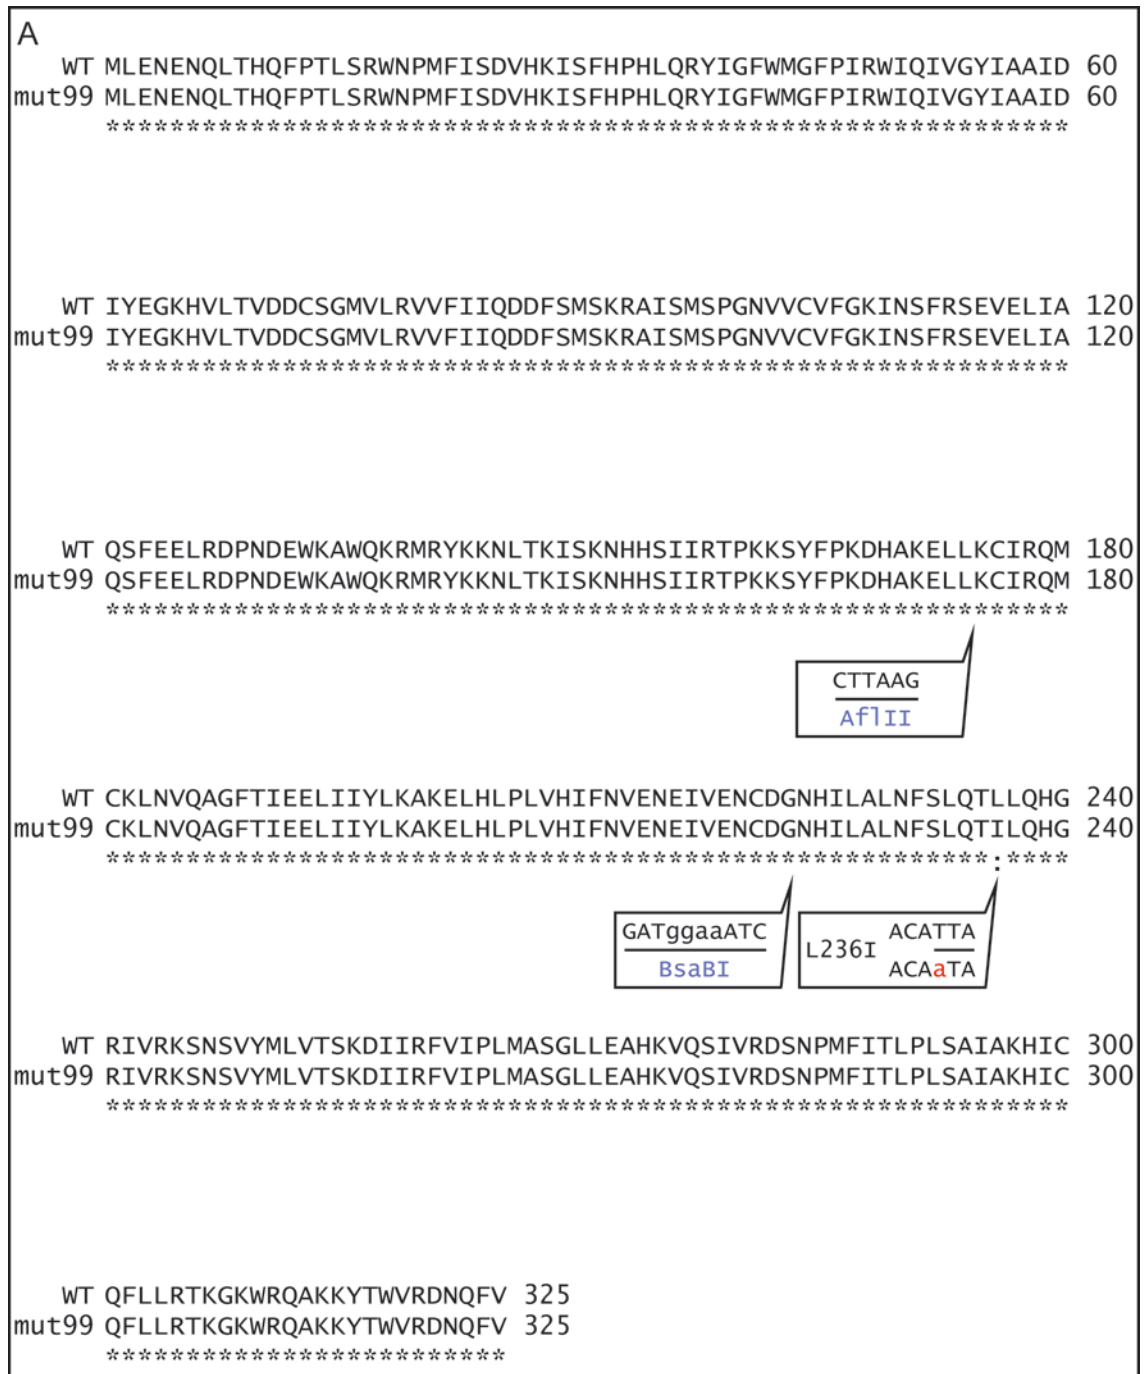 A
WT MLENENQLTHQFPTLSRWNPMFISDVHKISFHPHLQRYIGFWMGFPIRWIQIVGYIAAID 60
mut99 MLENENQLTHQFPTLSRWNPMFISDVHKISFHPHLQRYIGFWMGFPIRWIQIVGYIAAID 60
************************************************************
WT IYEGKHVLTVDDCSGMVLRVVFIIQDDFSMSKRAISMSPGNVVCVFGKINSFRSEVELIA 120
mut99 IYEGKHVLTVDDCSGMVLRVVFIIQDDFSMSKRAISMSPGNVVCVFGKINSFRSEVELIA 120
************************************************************
WT QSFEELRDPNDEWKAWQKRMRYKKNLTKISKNHHSIIRTPKKSYFPKDHAKELLKCIRQM 180
mut99 QSFEELRDPNDEWKAWQKRMRYKKNLTKISKNHHSIIRTPKKSYFPKDHAKELLKCIRQM 180
************************************************************
CTTAAG
AflII
WT CKLNVQAGFTIEELIIYLKAKELHLPLVHIFNVENEIVENCDGNHILALNFSLQTLLQHG 240
mut99 CKLNVQAGFTIEELIIYLKAKELHLPLVHIFNVENEIVENCDGNHILALNFSLQTILQHG 240
*******************************************************:****
GATggaaATC
BsaBI
L236I ACATTA
ACAaTA
WT RIVRKSNSVYMLVTSKDIIRFVIPLMASGLLEAHKVQSIVRDSNPMFITLPLSAIAKHIC 300
mut99 RIVRKSNSVYMLVTSKDIIRFVIPLMASGLLEAHKVQSIVRDSNPMFITLPLSAIAKHIC 300
************************************************************
WT QFLLRTKGKWRQAKKYTWVRDNQFV 325
mut99 QFLLRTKGKWRQAKKYTWVRDNQFV 325
*************************